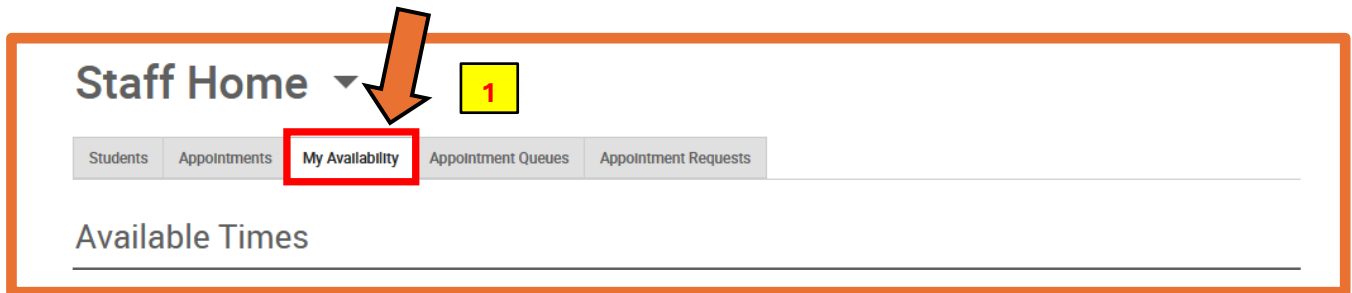 Staff Home
1
Students Appointments My Availability Appointment Queues Appointment Requests
Available Times